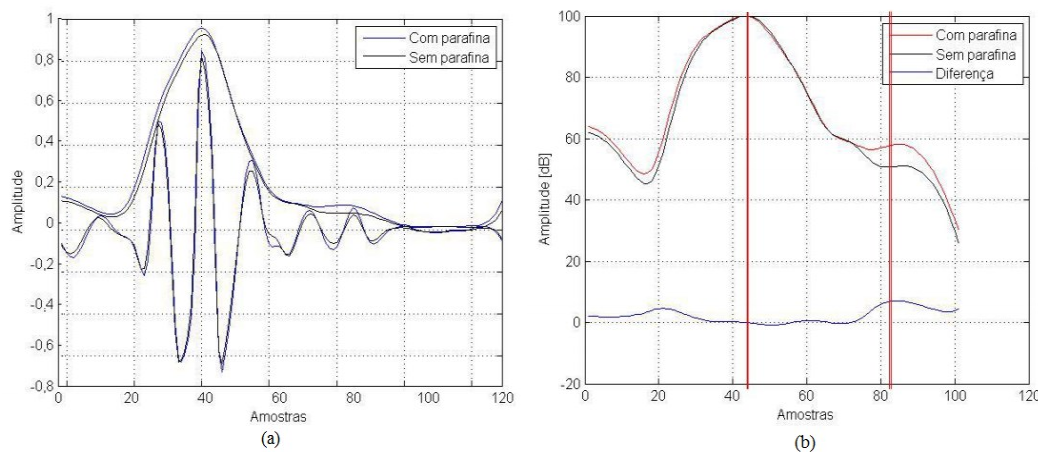 1
0,8
0,6
0,4
0,2
0
-0,2
-0,4
-0,6
-0,8
Amplitude
Com parafina
Sem parafina
0 20 40 60 80 100 120
Amostras
(a)
100
80
60
40
20
0
-20
Amplitude [dB]
Com parafina
Sem parafina
Diferença
0 20 40 60 80 100 120
Amostras
(b)